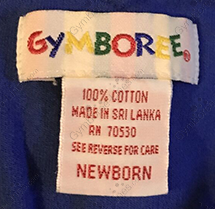 GYMBOREE®
100% COTTON
MADE IN SRI LANKA
RN 70530
SEE REVERSE FOR CARE
NEWBORN